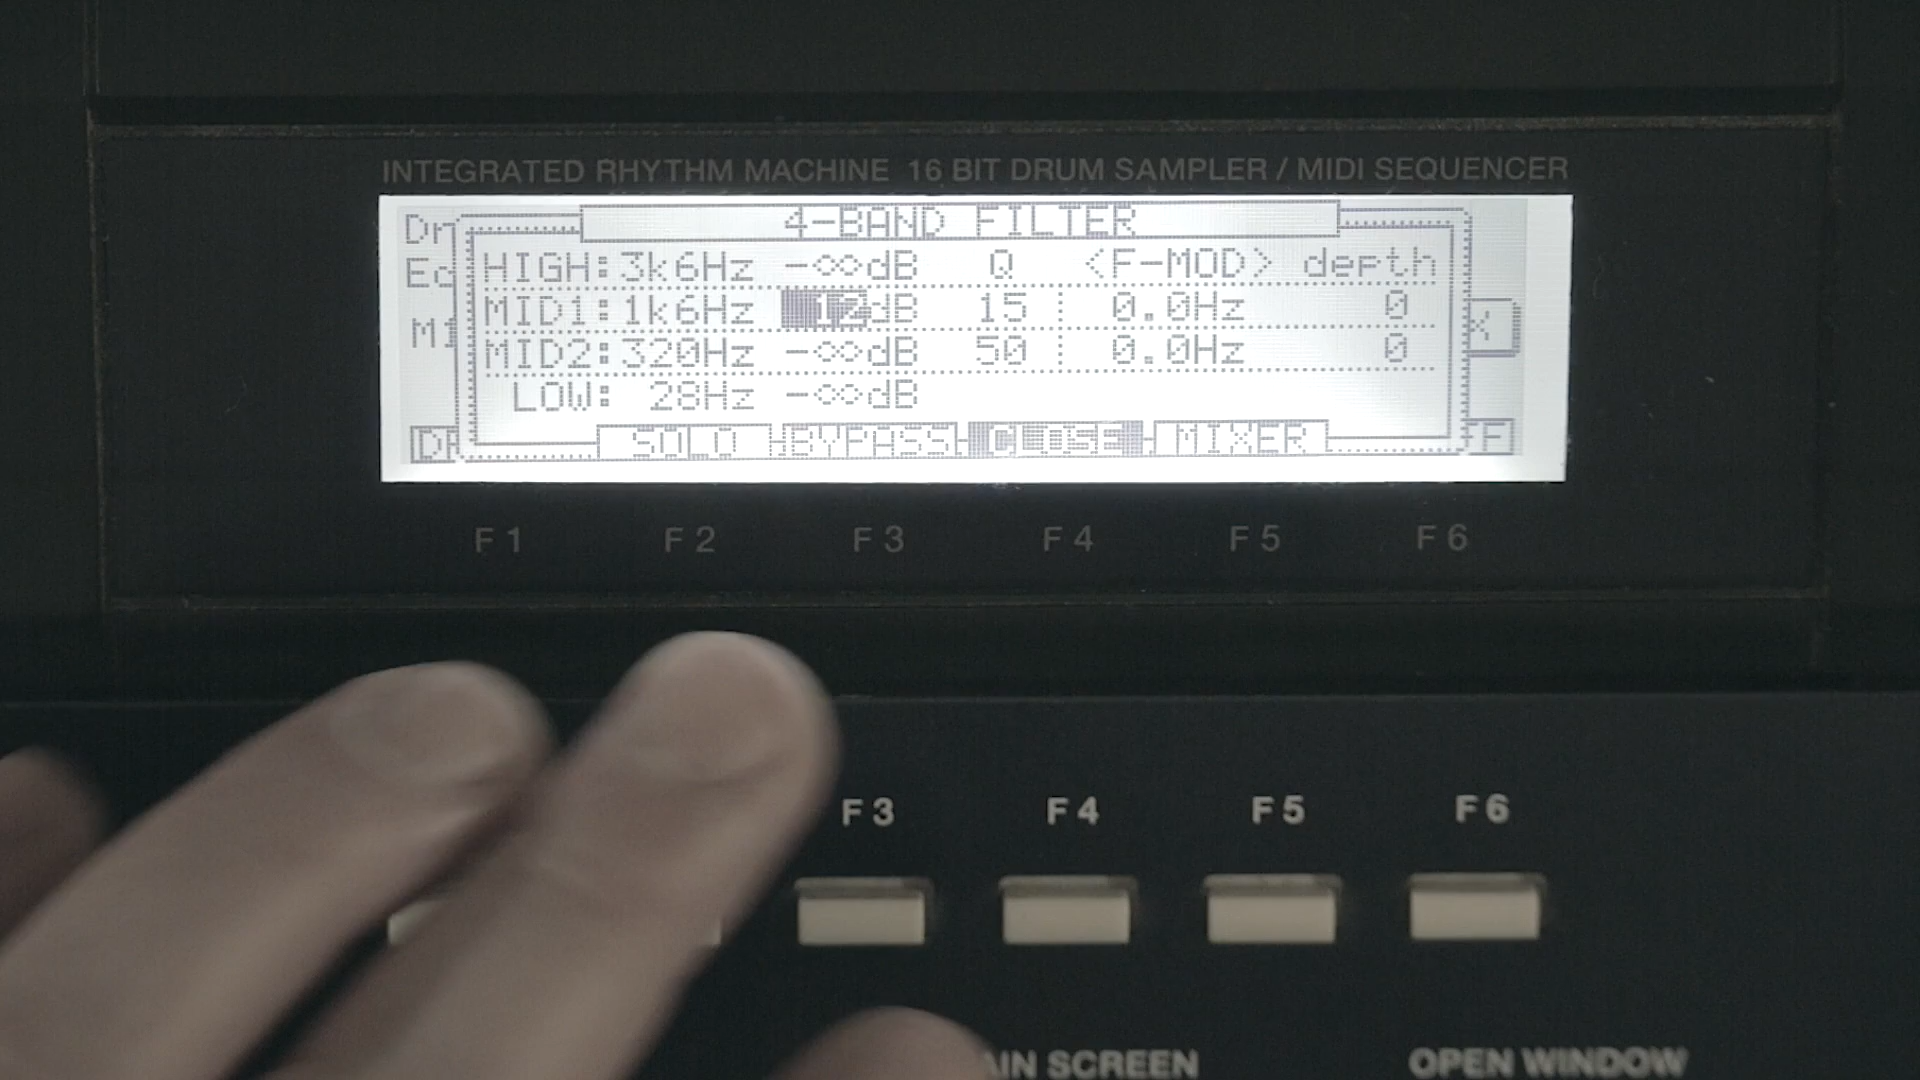 INTEGRATED RHYTHM MACHINE 16 BIT DRUM SAMPLER / MIDI SEQUENCER
4-BAND FILTER
HIGH: 3k6Hz -∞dB Q <F-MOD> depth
MID1: 1k6Hz 12dB 15 0.0Hz 0
MID2: 320Hz -∞dB 50 0.0Hz 0
LOW: 28Hz -∞dB
SOLO BYPASS CLOSE MIXER
F1 F2 F3 F4 F5 F6
F3 F4 F5 F6
AIN SCREEN OPEN WINDOW